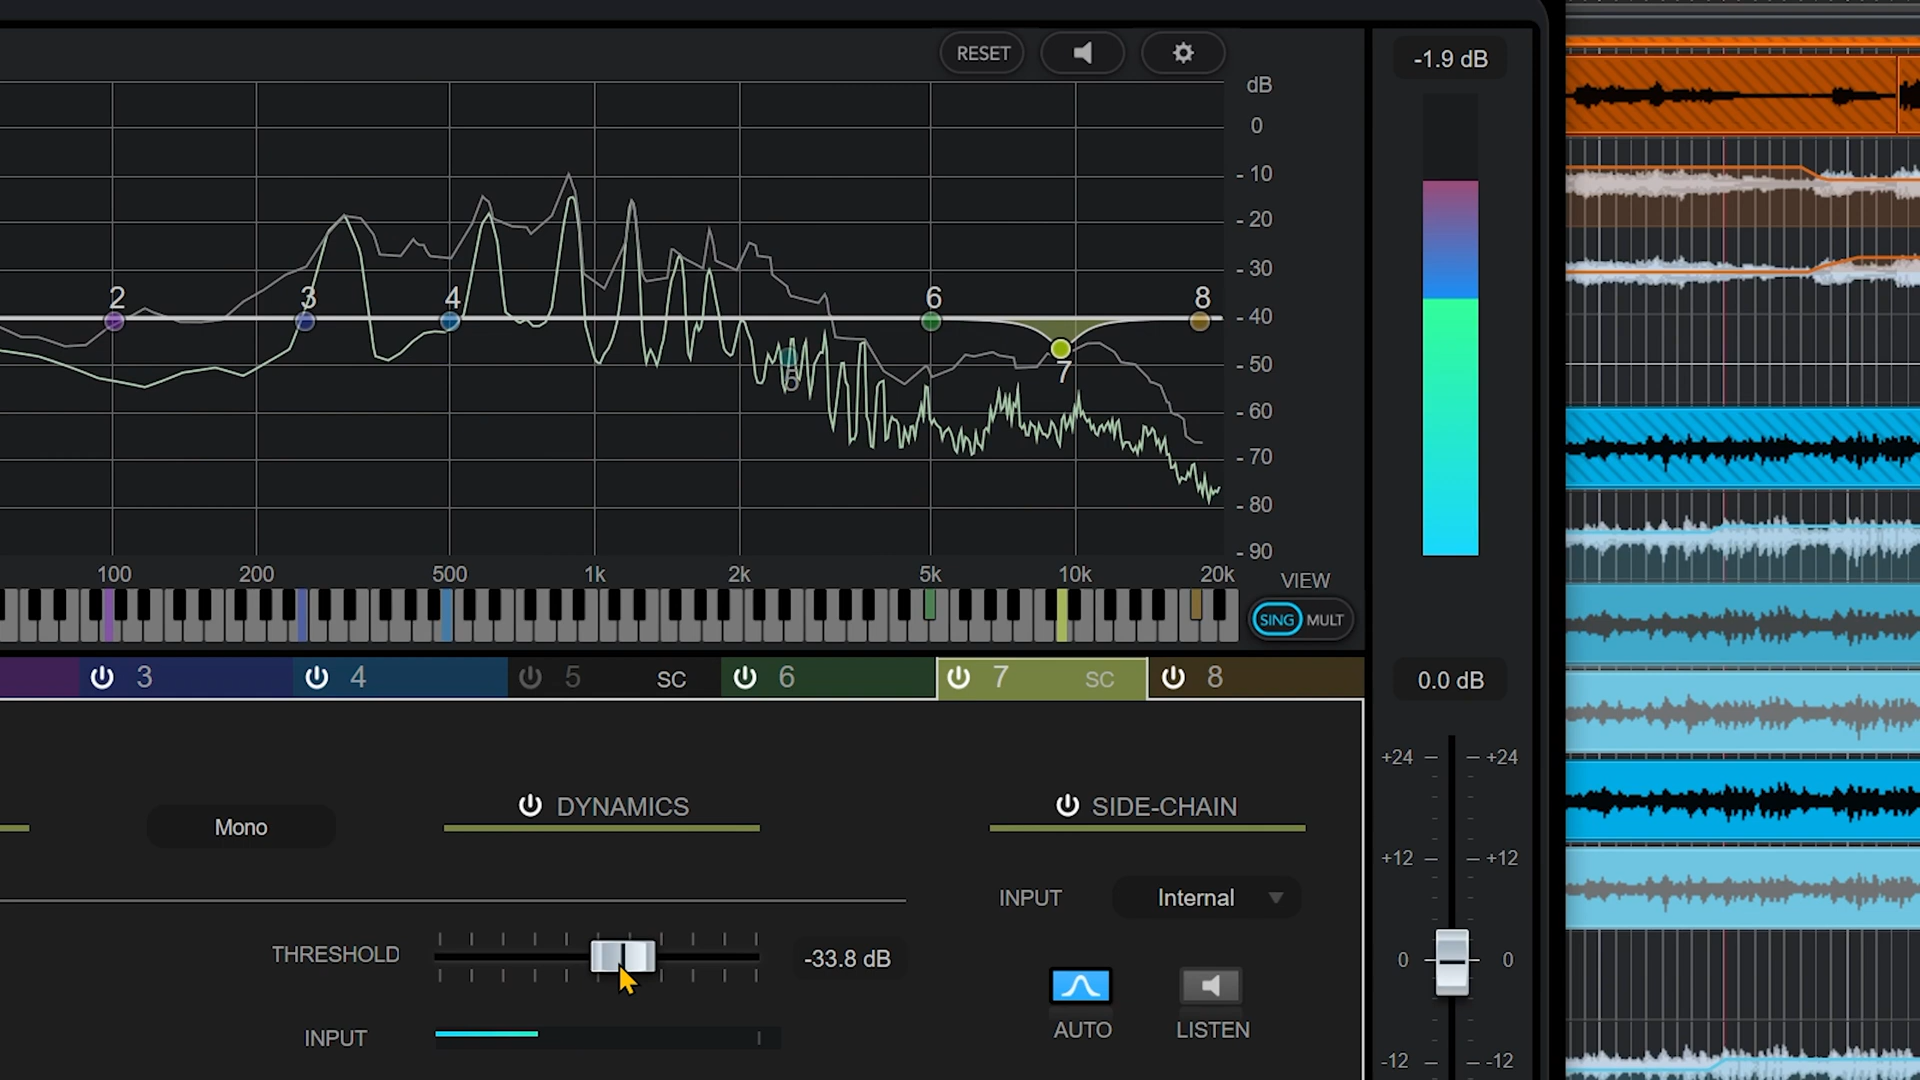 RESET
-1.9 dB
dB
0
- 10
- 20
- 30
2 3 4 6 8
- 40
- 50
7
5
- 60
- 70
- 80
- 90
100 200 500 1k 2k 5k 10k 20k
VIEW
SING MULT
3 4 5 SC 6 7 SC 8
0.0 dB
+24 +24
DYNAMICS
SIDE-CHAIN
Mono
+12 +12
INPUT Internal
THRESHOLD -33.8 dB
0 0
AUTO LISTEN
INPUT
-12 -12